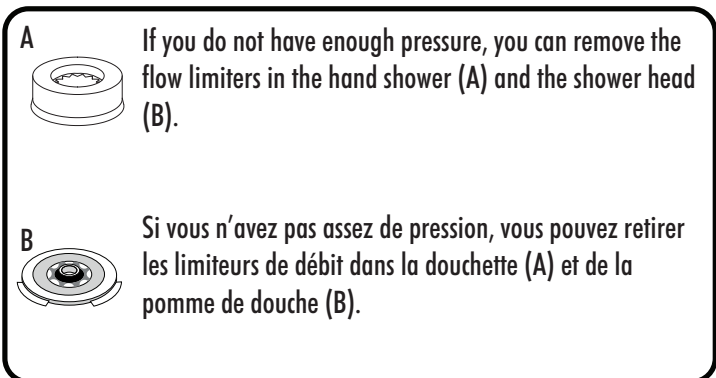 A
If you do not have enough pressure, you can remove the
flow limiters in the hand shower (A) and the shower head
(B).
B
Si vous n’avez pas assez de pression, vous pouvez retirer
les limiteurs de débit dans la douchette (A) et de la
pomme de douche (B).